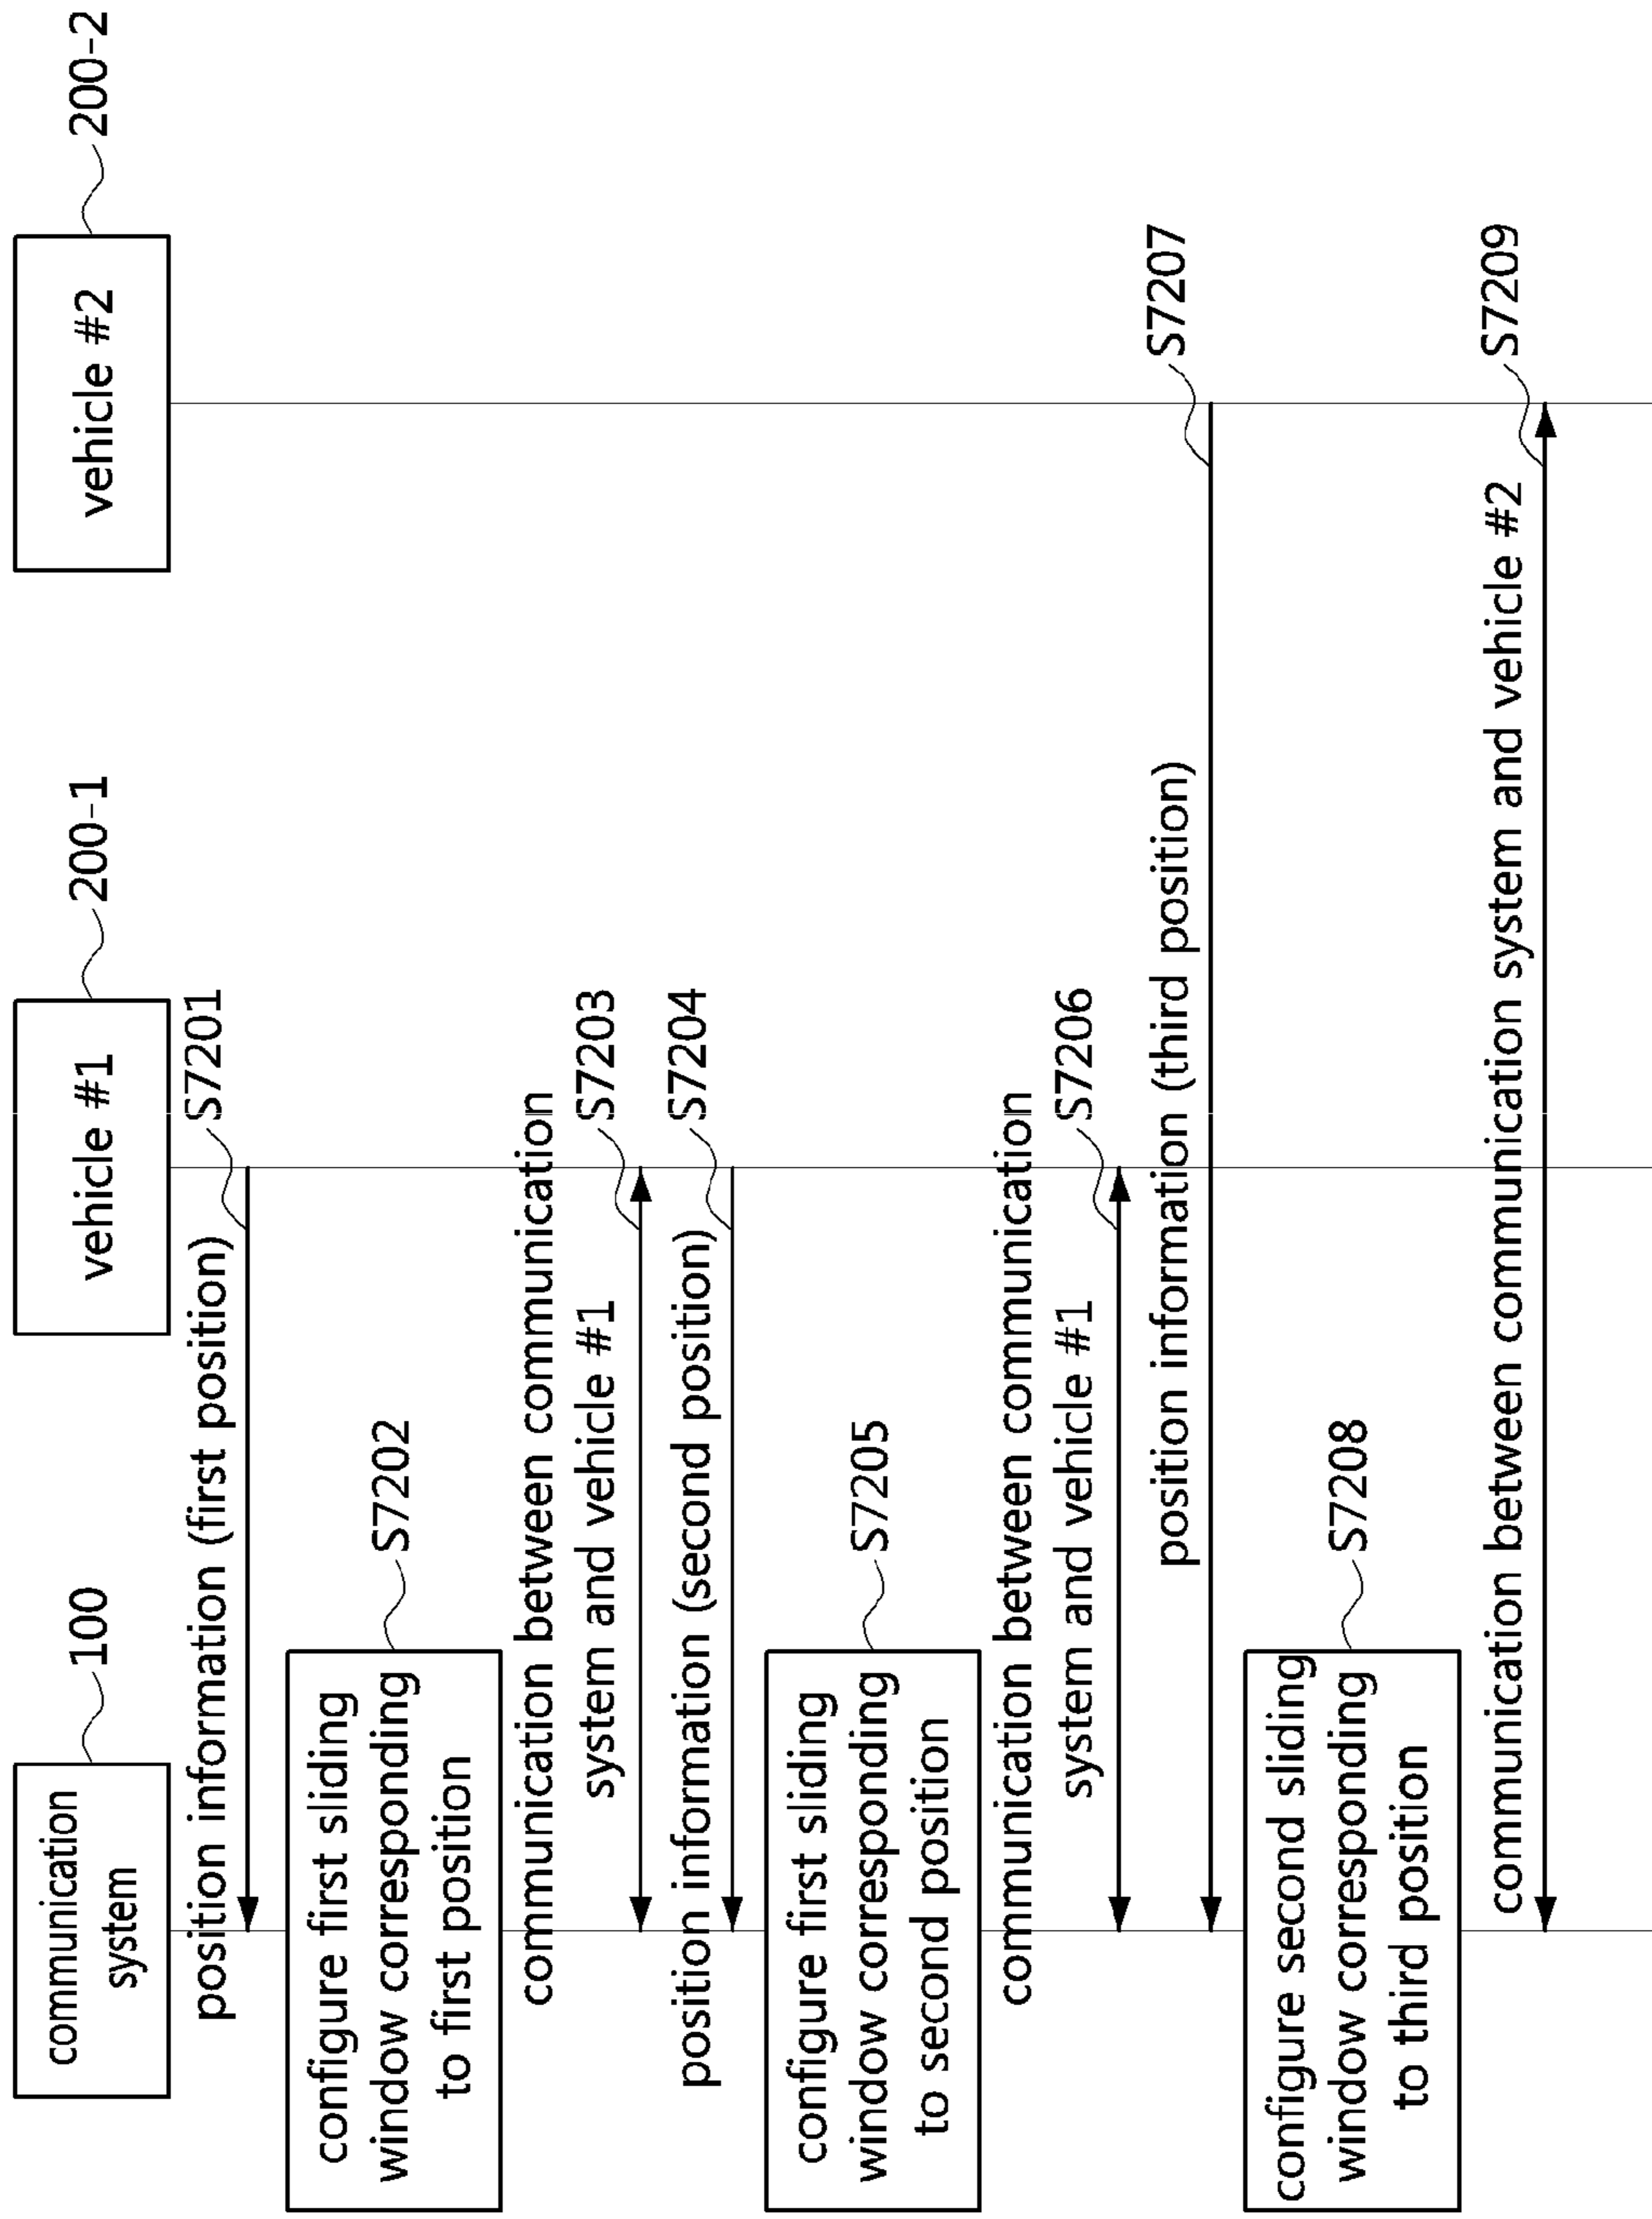 communication
system
100
vehicle #1
200-1
vehicle #2
200-2
position information (first position)
S7201
configure first sliding
window corresponding
to first position
S7202
communication between communication
system and vehicle #1
S7203
position information (second position)
S7204
configure first sliding
window corresponding
to second position
S7205
communication between communication
system and vehicle #1
S7206
position information (third position)
S7207
configure second sliding
window corresponding
to third position
S7208
communication between communication system and vehicle #2
S7209